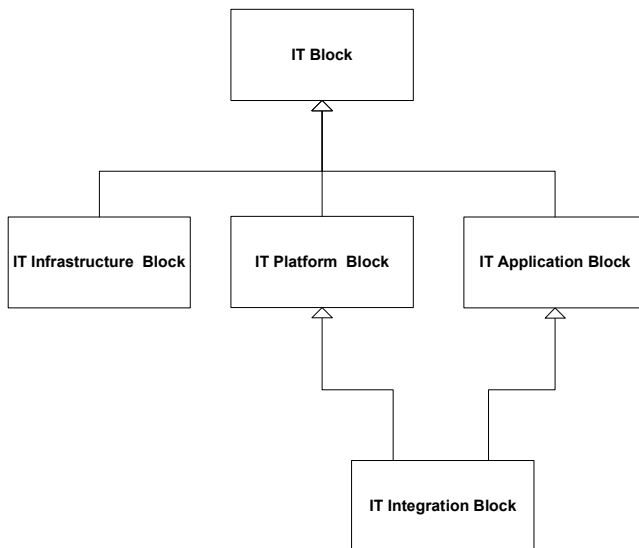 IT Block
IT Infrastructure Block
IT Platform Block
IT Application Block
IT Integration Block